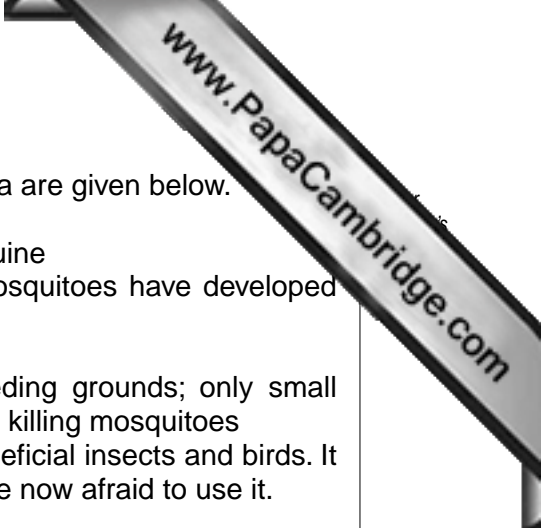 www.PapaCambridge.com
a are given below.
uine
osquitoes have developed
eding grounds; only small
killing mosquitoes
eficial insects and birds. It
e now afraid to use it.